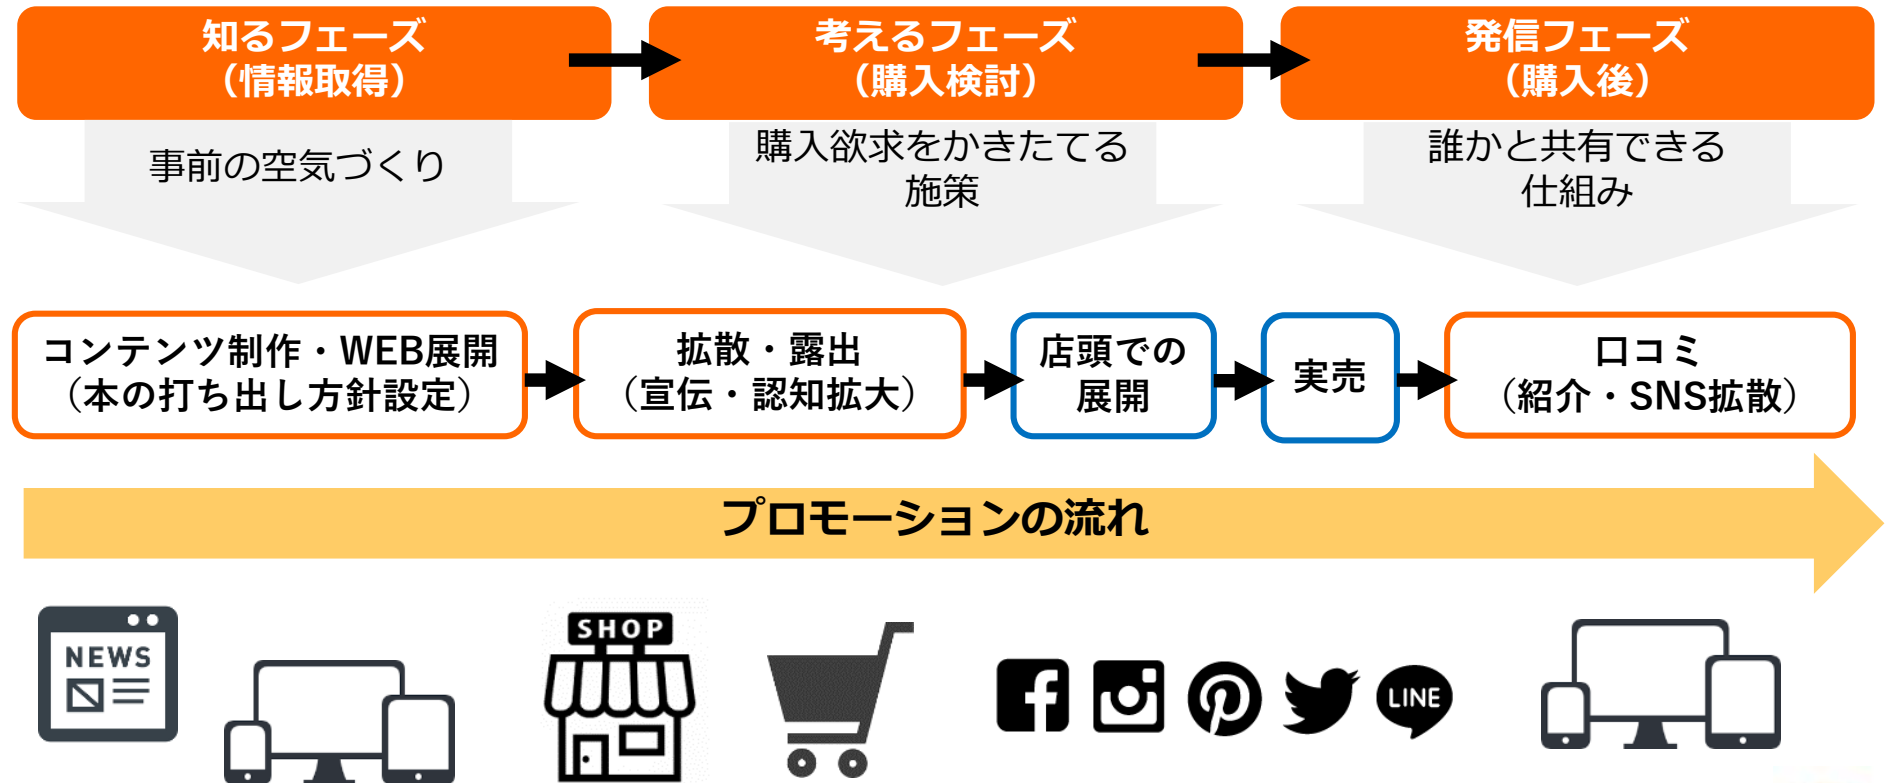 知るフェーズ
（情報取得）
考えるフェーズ
（購入検討）
発信フェーズ
（購入後）
事前の空気づくり
購入欲求をかきたてる
施策
誰かと共有できる
仕組み
コンテンツ制作・WEB展開
（本の打ち出し方針設定）
拡散・露出
（宣伝・認知拡大）
店頭での
展開
実売
口コミ
（紹介・SNS拡散）
プロモーションの流れ
NEWS
SHOP
LINE